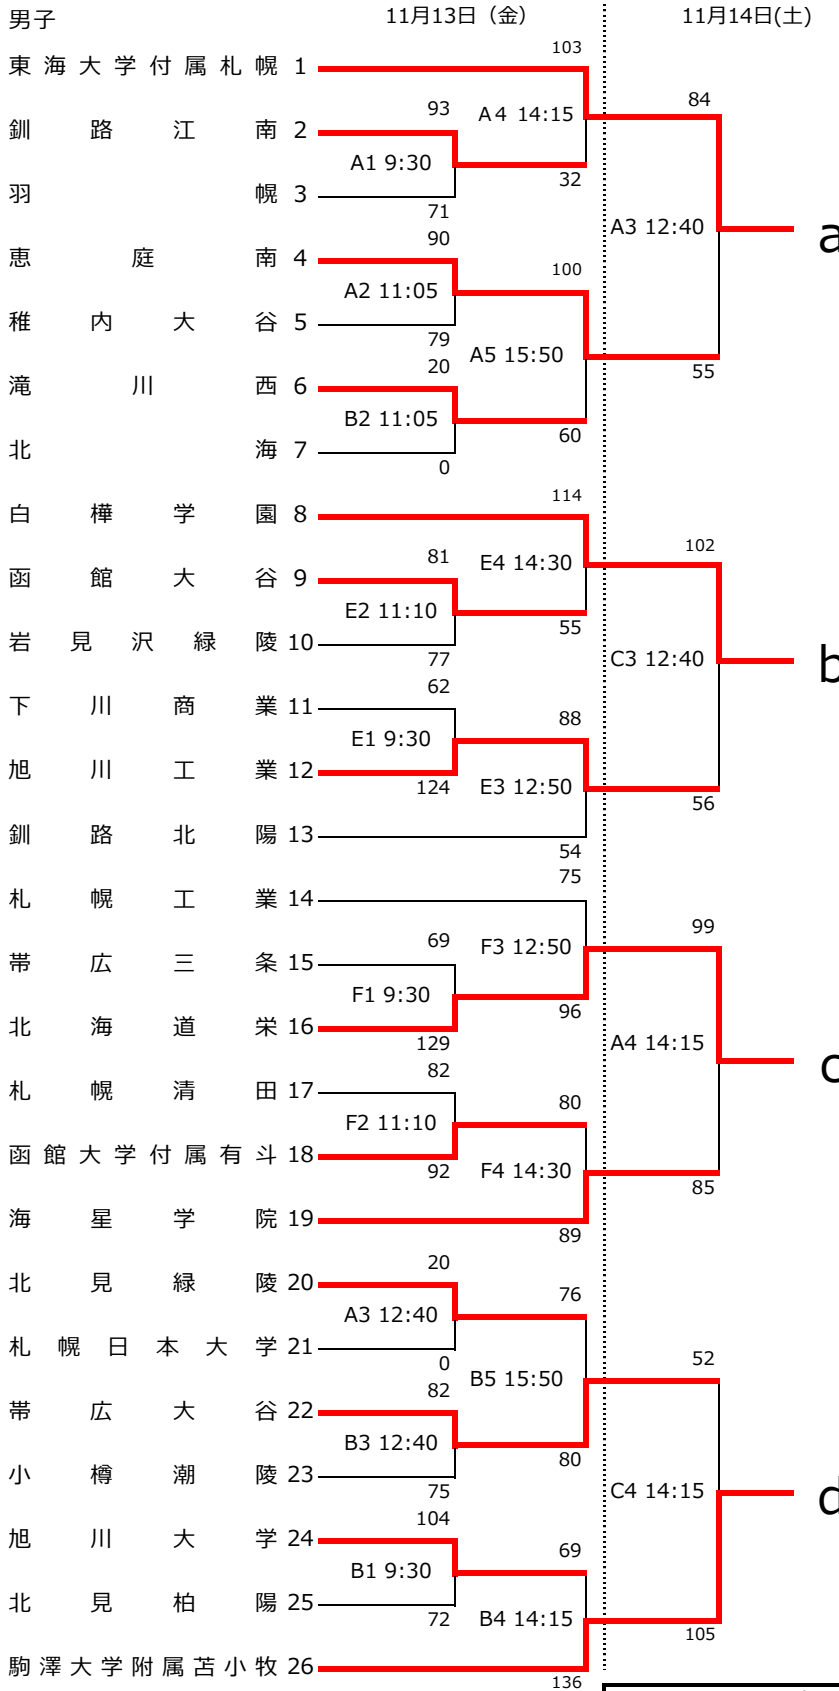 男子 11月13日（金） 11月14日(土)
103
東海大学付属札幌 1
84
93 A４ 14:15
釧路江南 2
A1 9:30
32
羽幌 3
71
A3 12:40 a
90
恵庭南 4
100
A2 11:05
稚内大谷 5
79
A5 15:50
20
55
滝川西 6
B2 11:05
60
北海 7
0
114
白樺学園 8
102
81
E4 14:30
函館大谷 9
E2 11:10
55
岩見沢緑陵 10
77
C3 12:40 b
62
下川商業 11
88
E1 9:30
旭川工業 12
124
E3 12:50
56
釧路北陽 13
54
75
札幌工業 14
99
69
F3 12:50
帯広三条 15
F1 9:30
96
北海道栄 16
129
A4 14:15 c
82
札幌清田 17
80
F2 11:10
函館大学付属有斗 18
92
F4 14:30
85
海星学院 19
89
20
北見緑陵 20
76
A3 12:40
札幌日本大学 21
0
52
B5 15:50
82
帯広大谷 22
B3 12:40
80
小樽潮陵 23
75
C4 14:15 d
104
旭川大学 24
69
B1 9:30
北見柏陽 25
72
B4 14:15
105
駒澤大学附属苫小牧 26
136